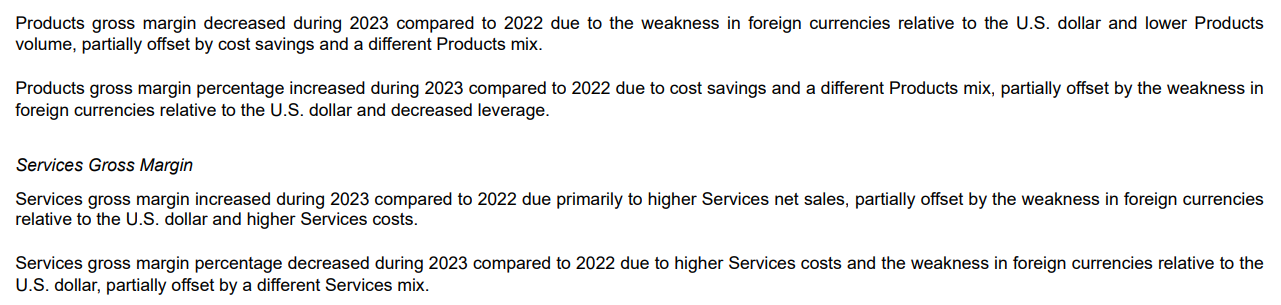 Products gross margin decreased during 2023 compared to 2022 due to the weakness in foreign currencies relative to the U.S. dollar and lower Products
volume, partially offset by cost savings and a different Products mix.
Products gross margin percentage increased during 2023 compared to 2022 due to cost savings and a different Products mix, partially offset by the weakness in
foreign currencies relative to the U.S. dollar and decreased leverage.
Services Gross Margin
Services gross margin increased during 2023 compared to 2022 due primarily to higher Services net sales, partially offset by the weakness in foreign currencies
relative to the U.S. dollar and higher Services costs.
Services gross margin percentage decreased during 2023 compared to 2022 due to higher Services costs and the weakness in foreign currencies relative to the
U.S. dollar, partially offset by a different Services mix.